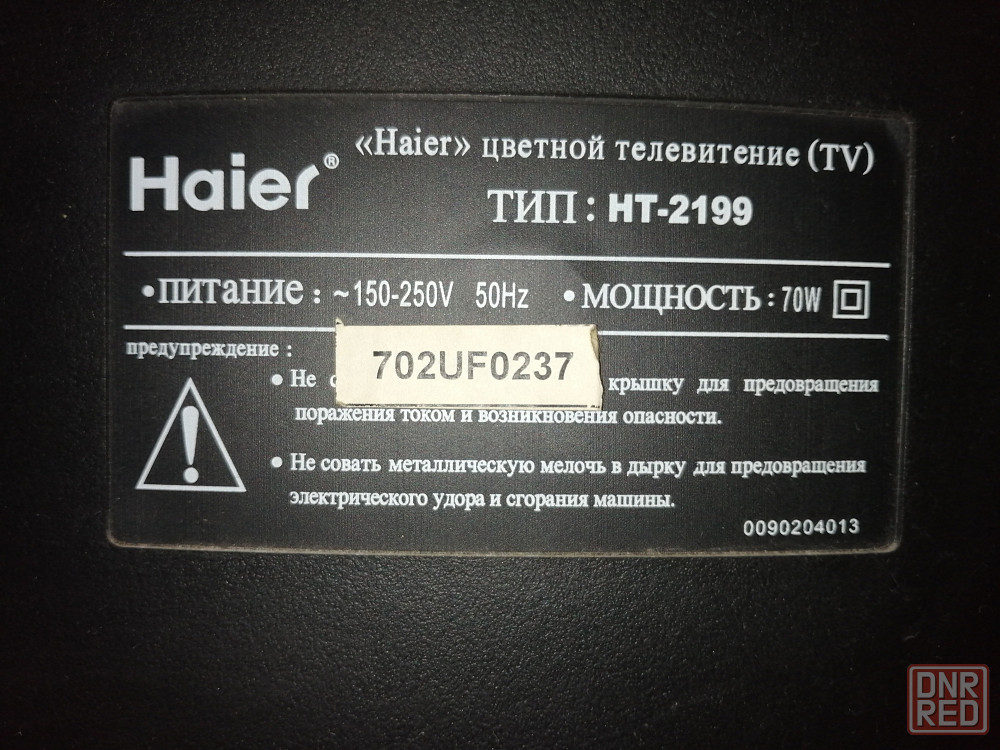 Haier®
«Haier» цветной телевитение (TV)
ТИП: HT-2199
•ПИТАНИЕ: ~150-250V 50Hz •МОЩНОСТЬ: 70W
предупреждение :
702UF0237
• Не крышку для предовращения
поражения током и возникновения опасности.
• Не совать металлическую мелочь в дырку для предовращения
электрического удора и сгорания машины.
0090204013
DNR
RED